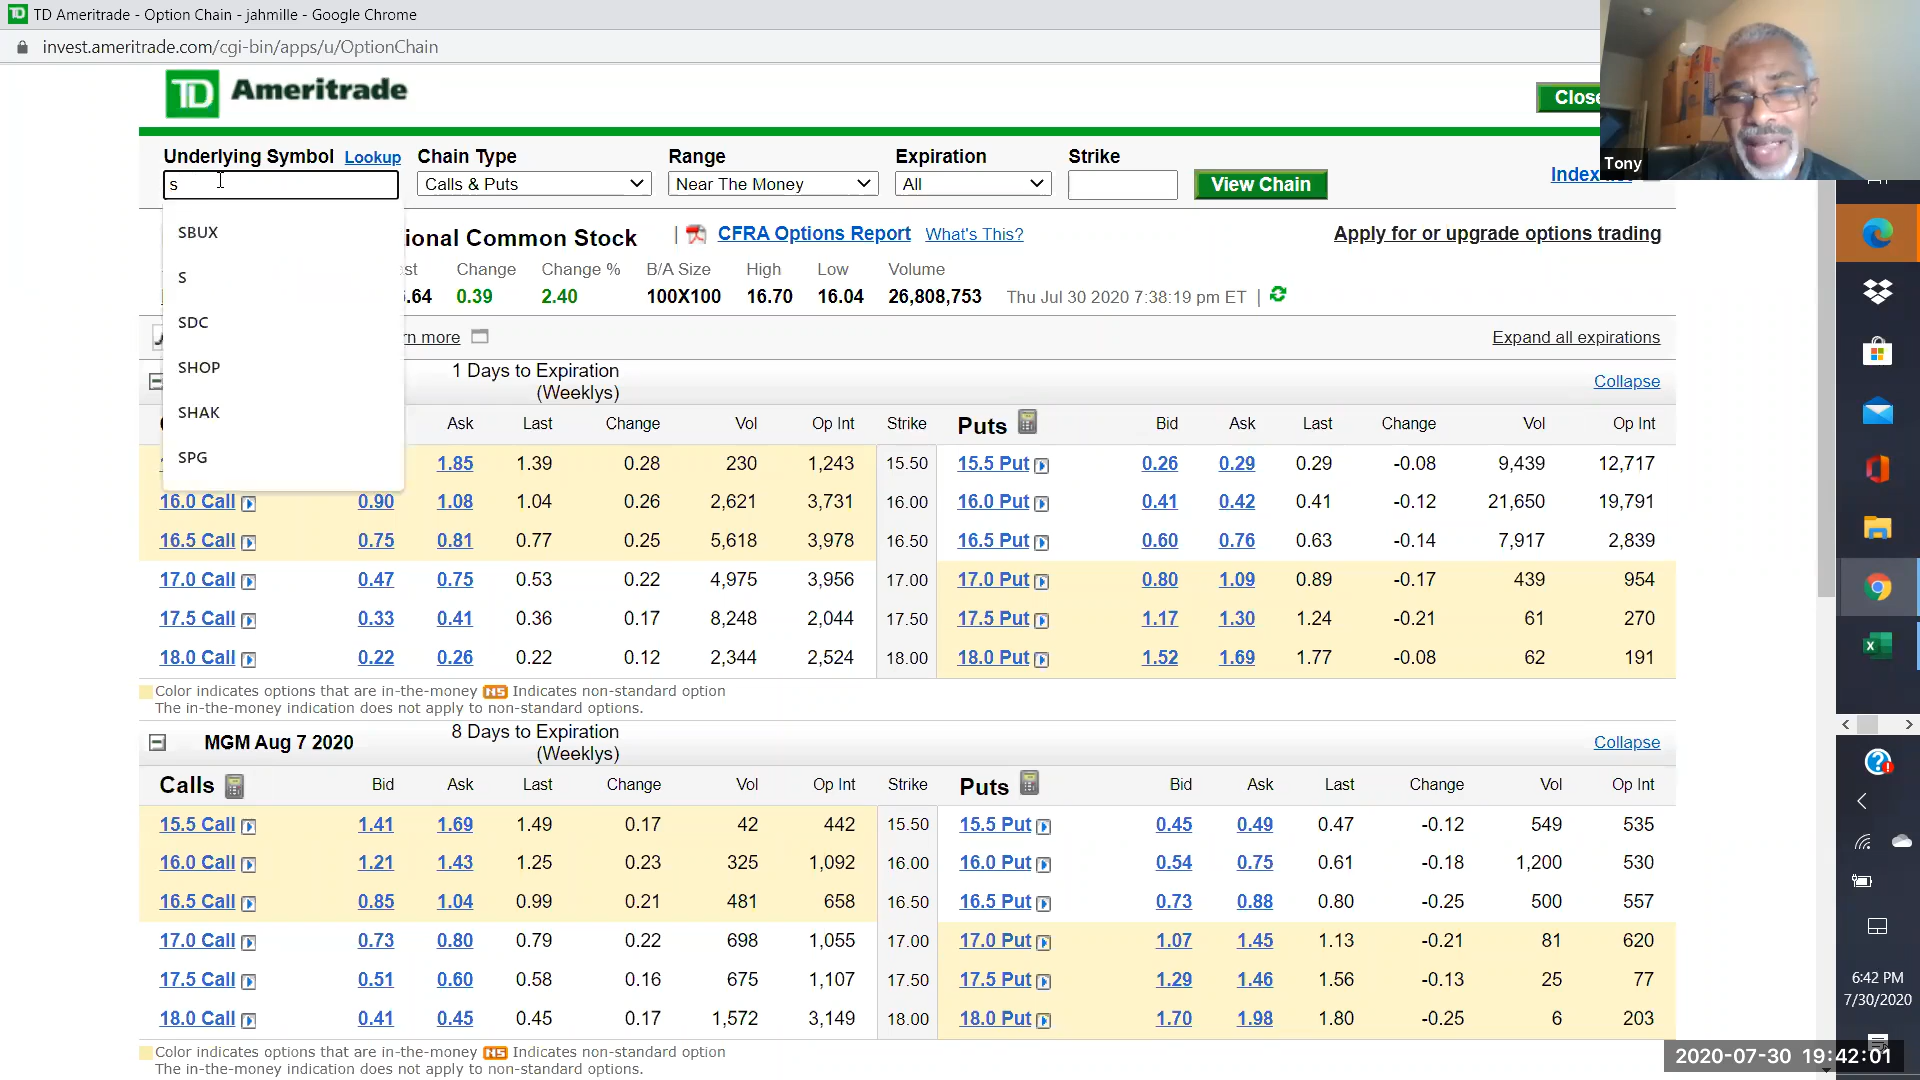 TD Ameritrade - Option Chain - jahmille - Google Chrome
invest.ameritrade.com/cgi-bin/apps/u/OptionChain
TD Ameritrade
Close
Tony
Underlying Symbol Lookup Chain Type Range Expiration Strike
s Calls & Puts Near The Money All View Chain
SBUX
S
SDC
SHOP
SHAK
SPG
ional Common Stock | CFRA Options Report What's This? Apply for or upgrade options trading
st Change Change % B/A Size High Low Volume
.64 0.39 2.40 100X100 16.70 16.04 26,808,753 Thu Jul 30 2020 7:38:19 pm ET |
rn more Expand all expirations
1 Days to Expiration
(Weeklys) Collapse
Ask Last Change Vol Op Int Strike Puts Bid Ask Last Change Vol Op Int
1.85 1.39 0.28 230 1,243 15.50 15.5 Put 0.26 0.29 0.29 -0.08 9,439 12,717
16.0 Call 0.90 1.08 1.04 0.26 2,621 3,731 16.00 16.0 Put 0.41 0.42 0.41 -0.12 21,650 19,791
16.5 Call 0.75 0.81 0.77 0.25 5,618 3,978 16.50 16.5 Put 0.60 0.76 0.63 -0.14 7,917 2,839
17.0 Call 0.47 0.75 0.53 0.22 4,975 3,956 17.00 17.0 Put 0.80 1.09 0.89 -0.17 439 954
17.5 Call 0.33 0.41 0.36 0.17 8,248 2,044 17.50 17.5 Put 1.17 1.30 1.24 -0.21 61 270
18.0 Call 0.22 0.26 0.22 0.12 2,344 2,524 18.00 18.0 Put 1.52 1.69 1.77 -0.08 62 191
Color indicates options that are in-the-money NS Indicates non-standard option
The in-the-money indication does not apply to non-standard options.
MGM Aug 7 2020 8 Days to Expiration
(Weeklys) Collapse
Calls Bid Ask Last Change Vol Op Int Strike Puts Bid Ask Last Change Vol Op Int
15.5 Call 1.41 1.69 1.49 0.17 42 442 15.50 15.5 Put 0.45 0.49 0.47 -0.12 549 535
16.0 Call 1.21 1.43 1.25 0.23 325 1,092 16.00 16.0 Put 0.54 0.75 0.61 -0.18 1,200 530
16.5 Call 0.85 1.04 0.99 0.21 481 658 16.50 16.5 Put 0.73 0.88 0.80 -0.25 500 557
17.0 Call 0.73 0.80 0.79 0.22 698 1,055 17.00 17.0 Put 1.07 1.45 1.13 -0.21 81 620
17.5 Call 0.51 0.60 0.58 0.16 675 1,107 17.50 17.5 Put 1.29 1.46 1.56 -0.13 25 77
18.0 Call 0.41 0.45 0.45 0.17 1,572 3,149 18.00 18.0 Put 1.70 1.98 1.80 -0.25 6 203
Color indicates options that are in-the-money NS Indicates non-standard option
The in-the-money indication does not apply to non-standard options.
6:42 PM
7/30/2020
2020-07-30 19:42:01